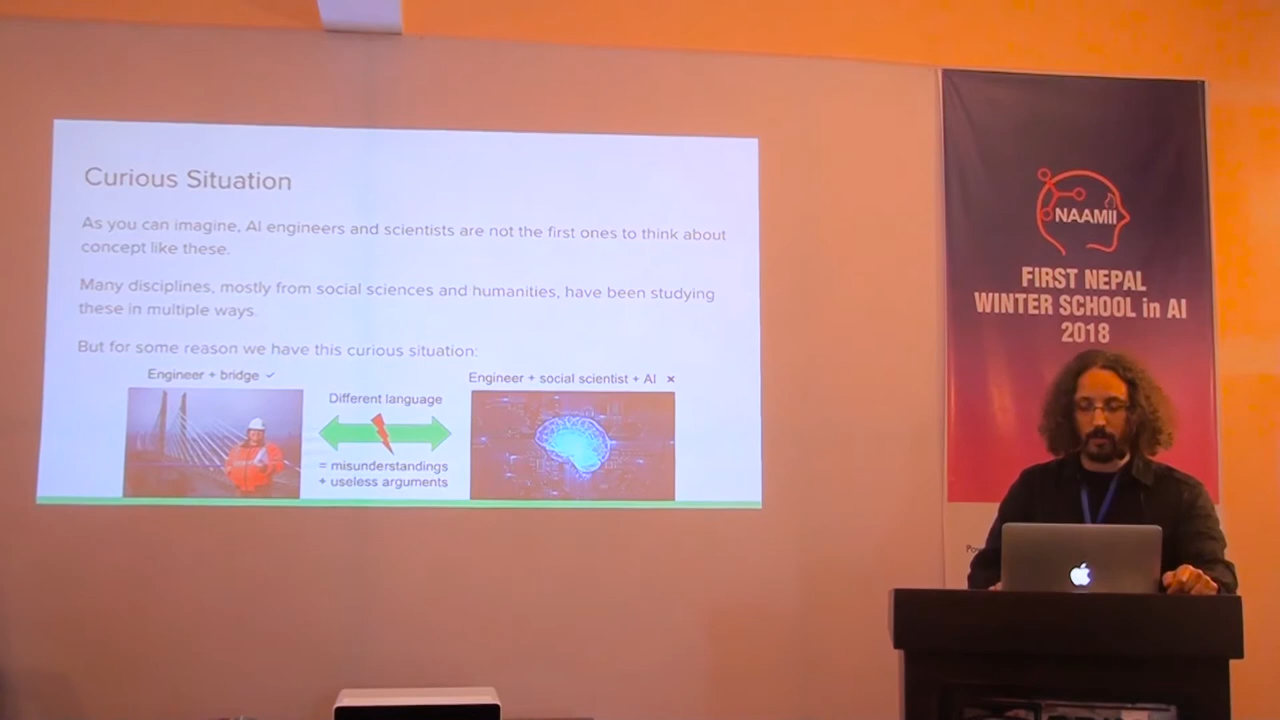 Curious Situation
As you can imagine, AI engineers and scientists are not the first ones to think about
concept like these.
Many disciplines, mostly from social sciences and humanities, have been studying
these in multiple ways.
But for some reason we have this curious situation:
Engineer + bridge ✓
Different language
= misunderstandings
+ useless arguments
Engineer + social scientist + AI ×
NAAMII
FIRST NEPAL
WINTER SCHOOL in AI
2018